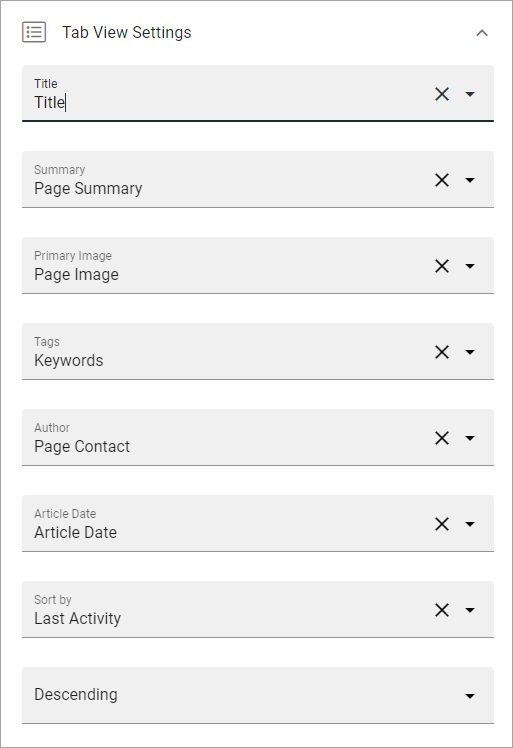 Tab View Settings
Title
Title
Summary
Page Summary
Primary Image
Page Image
Tags
Keywords
Author
Page Contact
Article Date
Article Date
Sort by
Last Activity
Descending